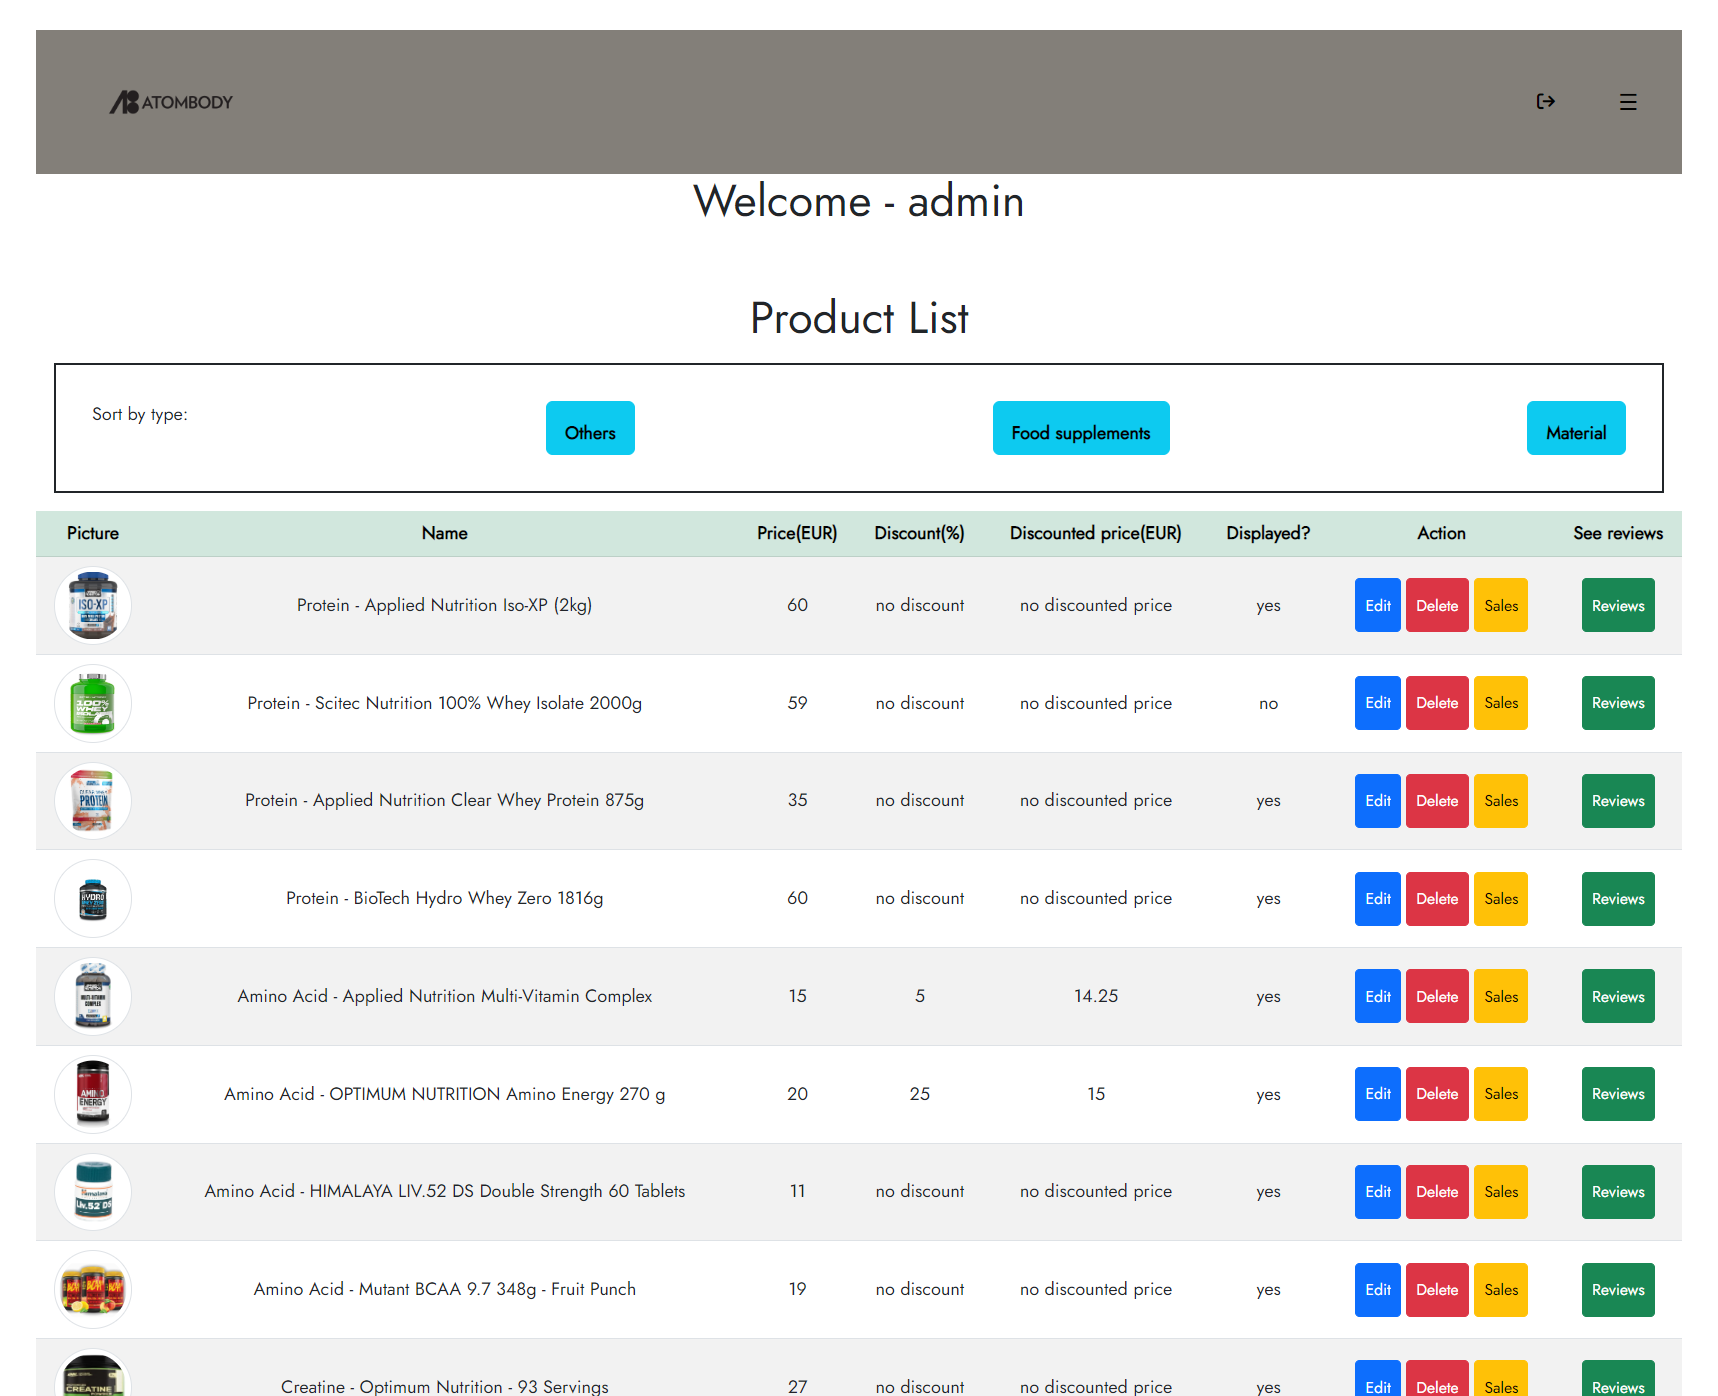 ATOMBODY
Welcome - admin
Product List
Sort by type: Others Food supplements Material
Picture Name Price(EUR) Discount(%) Discounted price(EUR) Displayed? Action See reviews
ISO-XP Protein - Applied Nutrition Iso-XP (2kg) 60 no discount no discounted price yes Edit Delete Sales Reviews
100% WHEY Protein - Scitec Nutrition 100% Whey Isolate 2000g 59 no discount no discounted price no Edit Delete Sales Reviews
PROTEIN Protein - Applied Nutrition Clear Whey Protein 875g 35 no discount no discounted price yes Edit Delete Sales Reviews
HYDRO Protein - BioTech Hydro Whey Zero 1816g 60 no discount no discounted price yes Edit Delete Sales Reviews
Amino Acid - Applied Nutrition Multi-Vitamin Complex 15 5 14.25 yes Edit Delete Sales Reviews
AMINO ENERGY Amino Acid - OPTIMUM NUTRITION Amino Energy 270 g 20 25 15 yes Edit Delete Sales Reviews
Himalaya Liv.52 DS Amino Acid - HIMALAYA LIV.52 DS Double Strength 60 Tablets 11 no discount no discounted price yes Edit Delete Sales Reviews
BCAA Amino Acid - Mutant BCAA 9.7 348g - Fruit Punch 19 no discount no discounted price yes Edit Delete Sales Reviews
CREATINE Creatine - Optimum Nutrition - 93 Servings 27 no discount no discounted price yes Edit Delete Sales Reviews